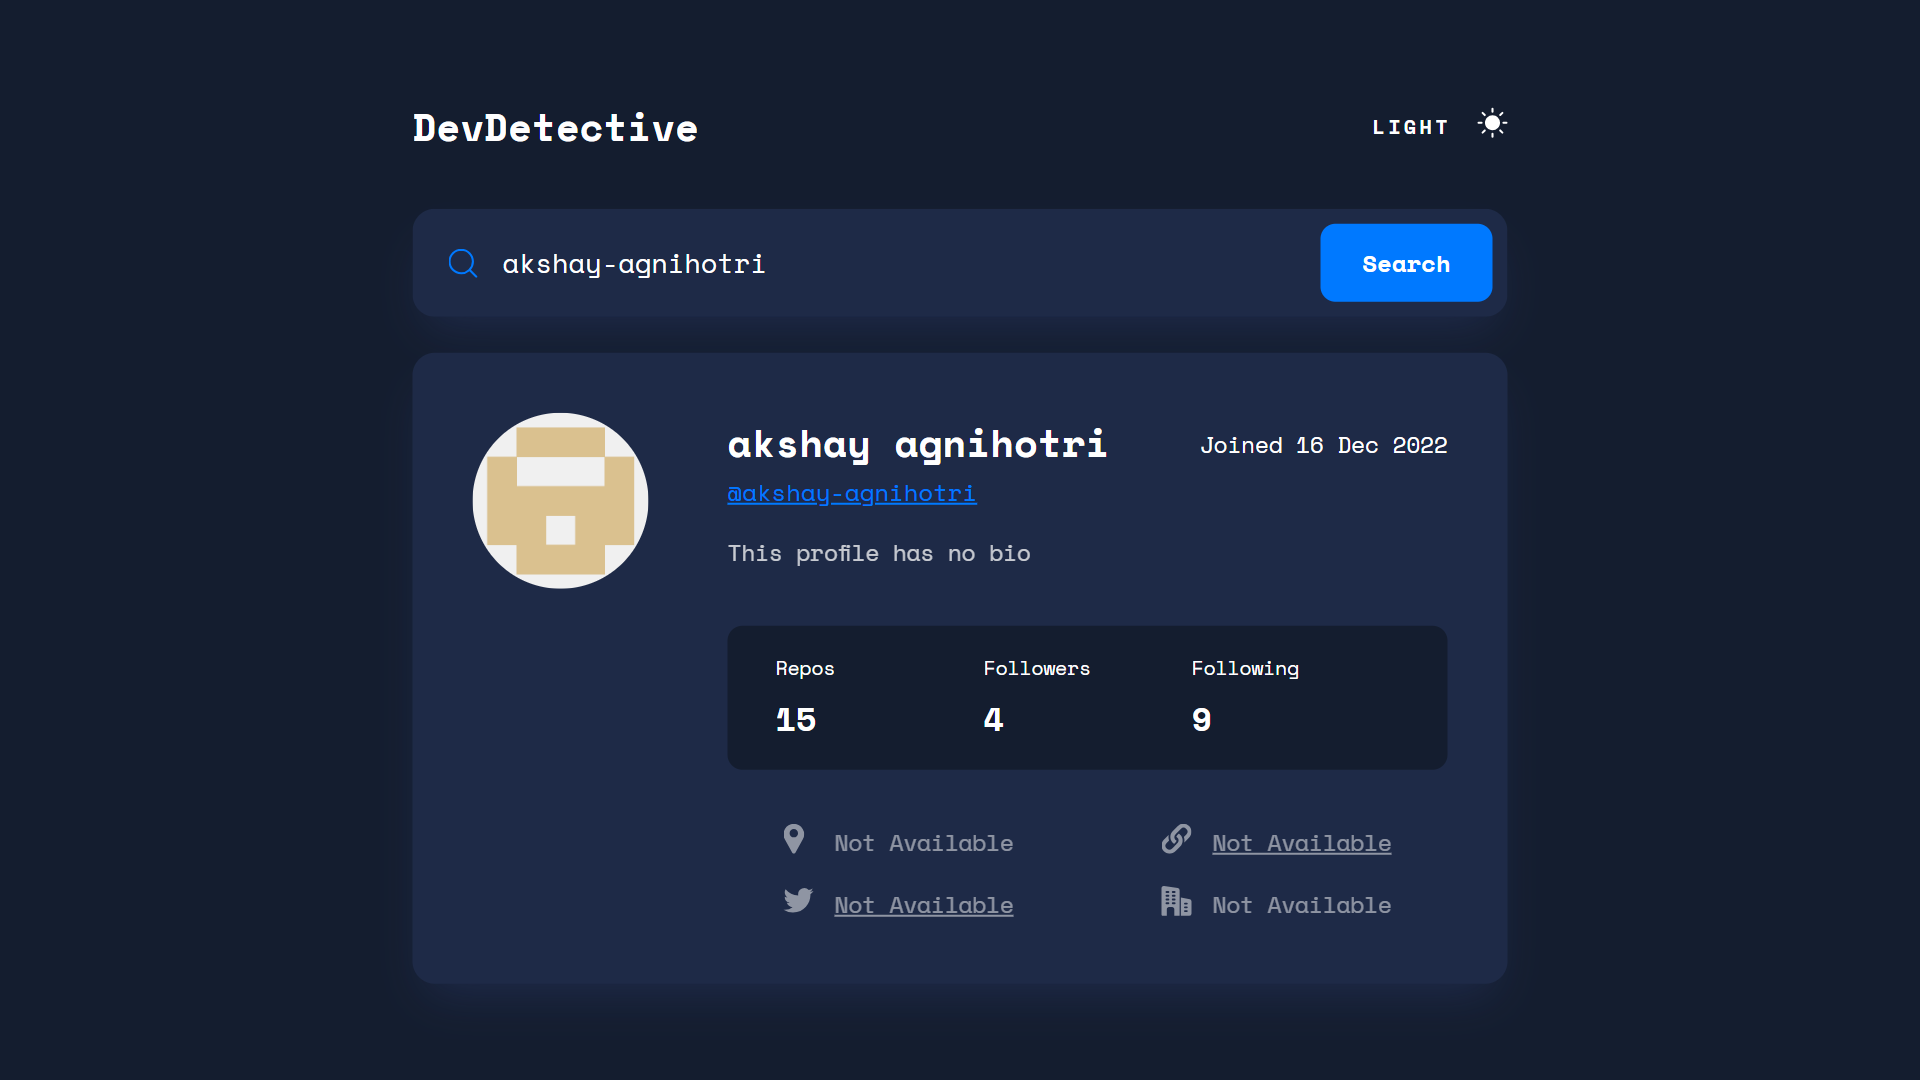 DevDetective
LIGHT
akshay-agnihotri
Search
akshay agnihotri
Joined 16 Dec 2022
@akshay-agnihotri
This profile has no bio
Repos Followers Following
15 4 9
Not Available Not Available
Not Available Not Available